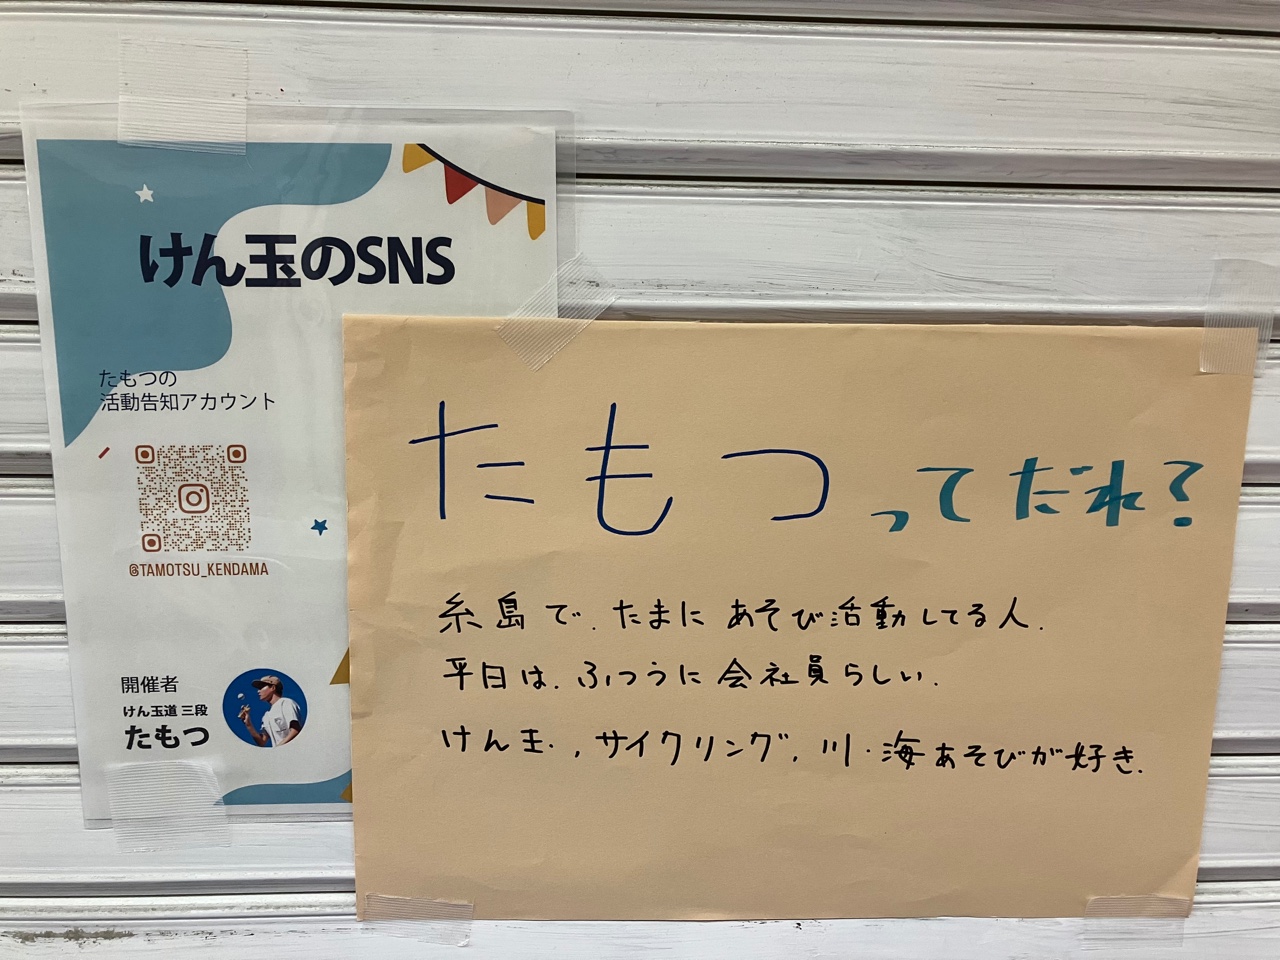 けん玉のSNS
たもつの
活動告知アカウント
@TAMOTSU_KENDAMA
開催者
けん玉道 三段
たもつ
たもつってだれ?
糸島で、たまにあそび活動してる人.
平日は、ふつうに会社員らしい.
けん玉、サイクリング、川・海あそびが好き.